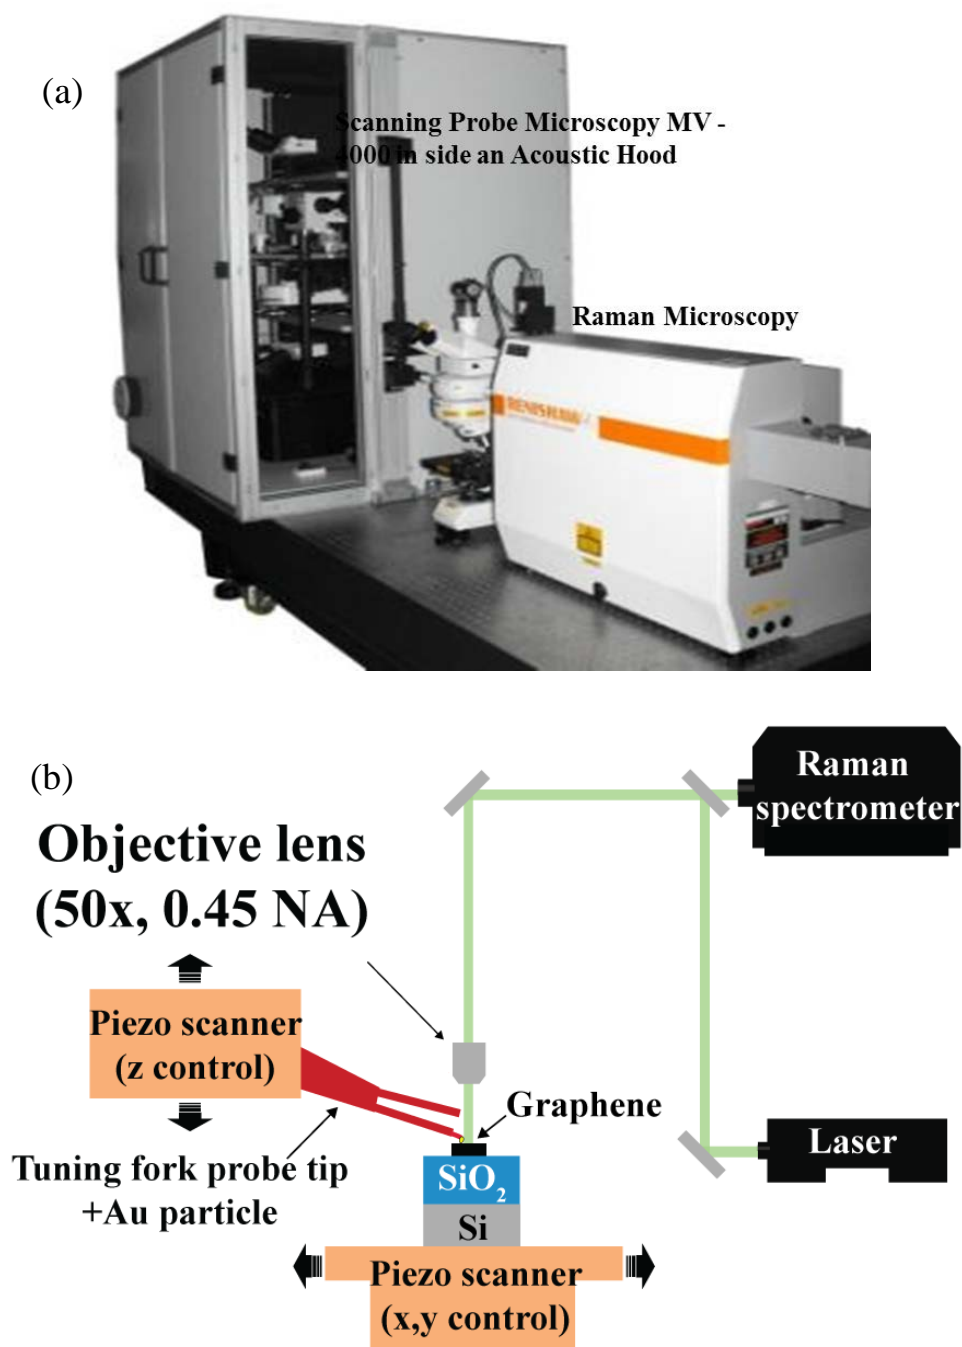 (a)
Scanning Probe Microscopy MV -
4000 in side an Acoustic Hood
Raman Microscopy
RENISHAW
(b)
Raman
spectrometer
Objective lens
(50x, 0.45 NA)
Piezo scanner
(z control)
Graphene
Laser
Tuning fork probe tip
+Au particle
SiO₂
Si
Piezo scanner
(x,y control)